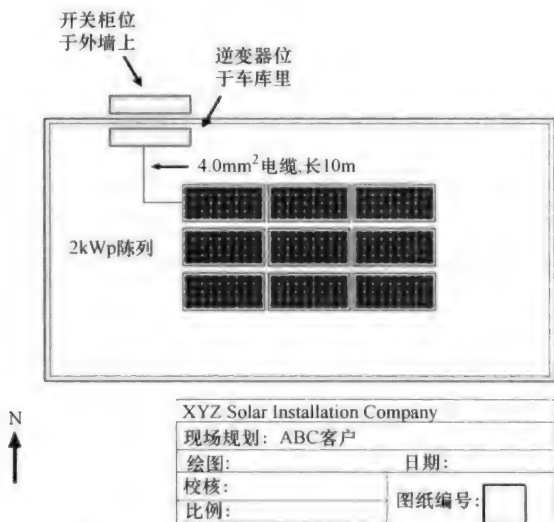 开关柜位
于外墙上
逆变器位
于车库里
4.0mm²电缆,长10m
2kWp陈列
N
XYZ Solar Installation Company
现场规划：ABC客户
绘图:
日期:
校核:
图纸编号:
比例: